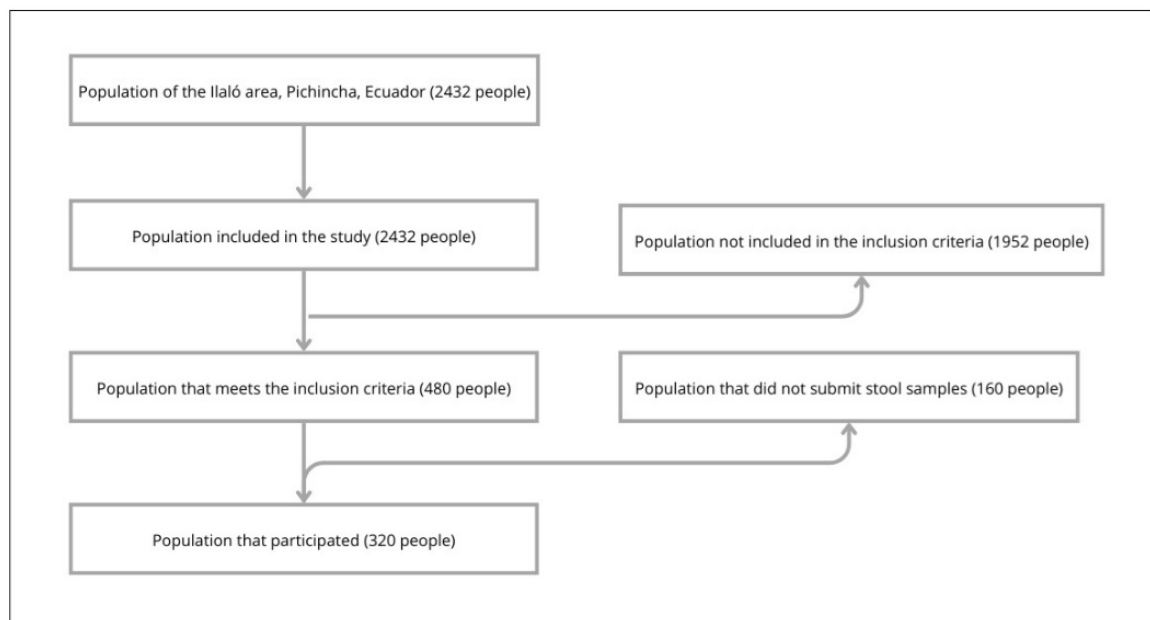 Population of the Ilaló area, Pichincha, Ecuador (2432 people)
Population included in the study (2432 people)
Population not included in the inclusion criteria (1952 people)
Population that meets the inclusion criteria (480 people)
Population that did not submit stool samples (160 people)
Population that participated (320 people)